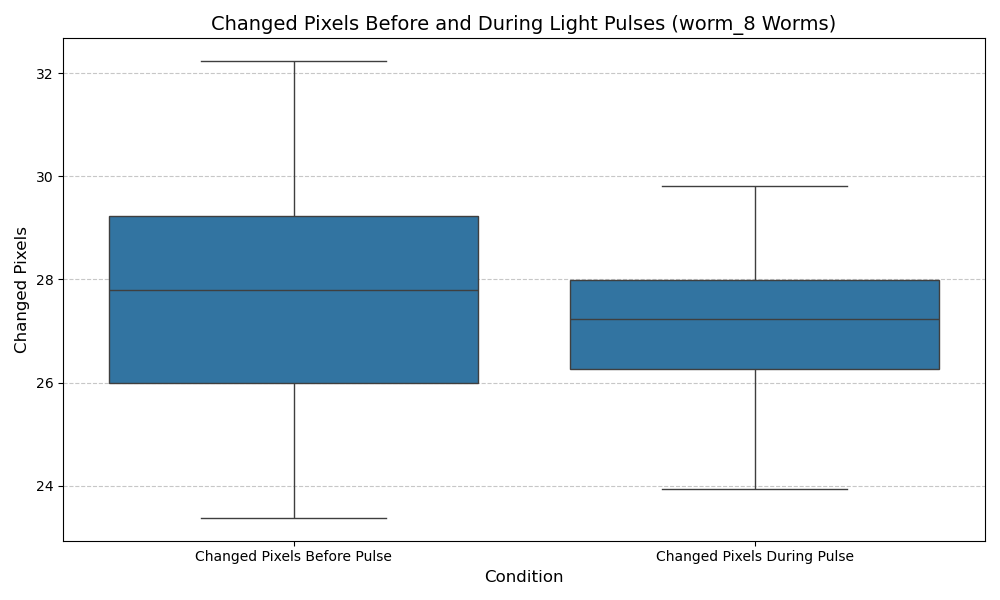 Changed Pixels Before and During Light Pulses (worm_8 Worms)
Changed Pixels
32
30
28
26
24
Changed Pixels Before Pulse
Changed Pixels During Pulse
Condition